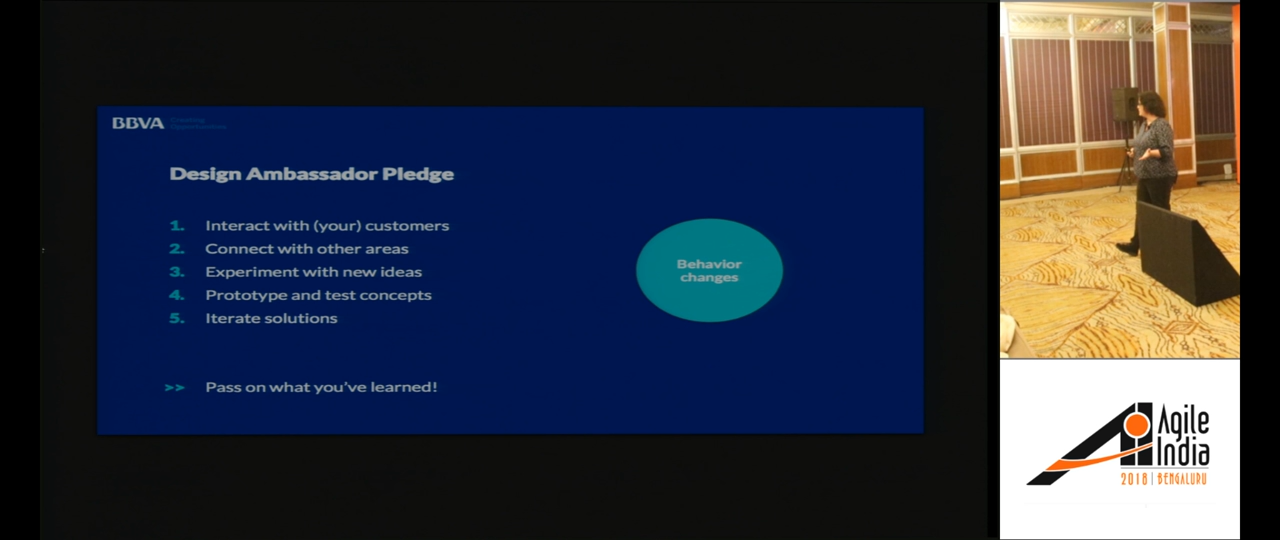 BBVA Creating Opportunities
Design Ambassador Pledge
1. Interact with (your) customers
2. Connect with other areas
3. Experiment with new ideas
4. Prototype and test concepts
5. Iterate solutions
>> Pass on what you've learned!
Behavior
changes
Agile
India
2018 | BENGALURU